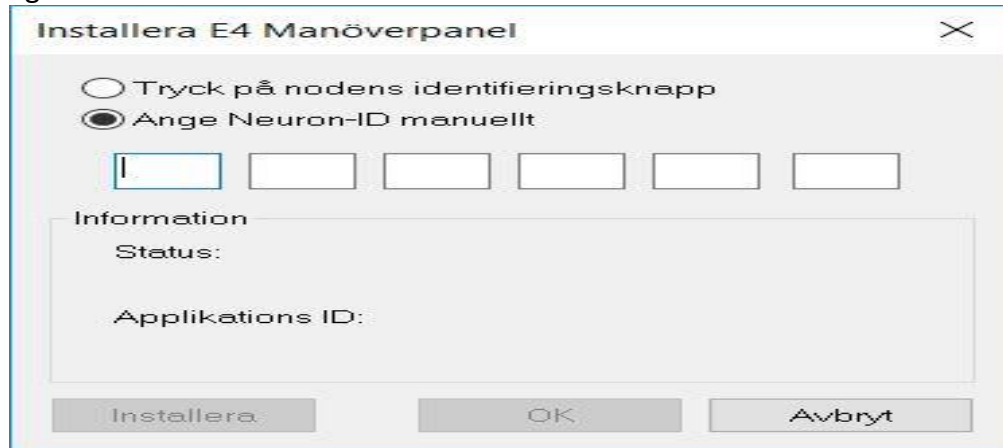 Installera E4 Manöverpanel
Tryck på nodens identifieringsknapp
Ange Neuron-ID manuellt
Information
Status:
Applikations ID:
Installera OK Avbryt